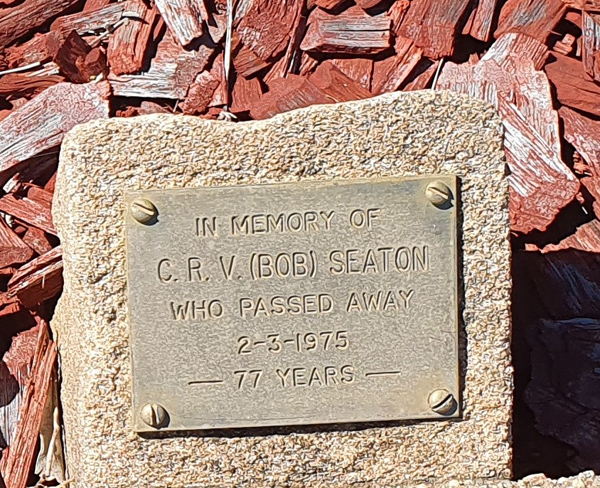 IN MEMORY OF
C. R. V. (BOB) SEATON
WHO PASSED AWAY
2-3-1975
— 77 YEARS —